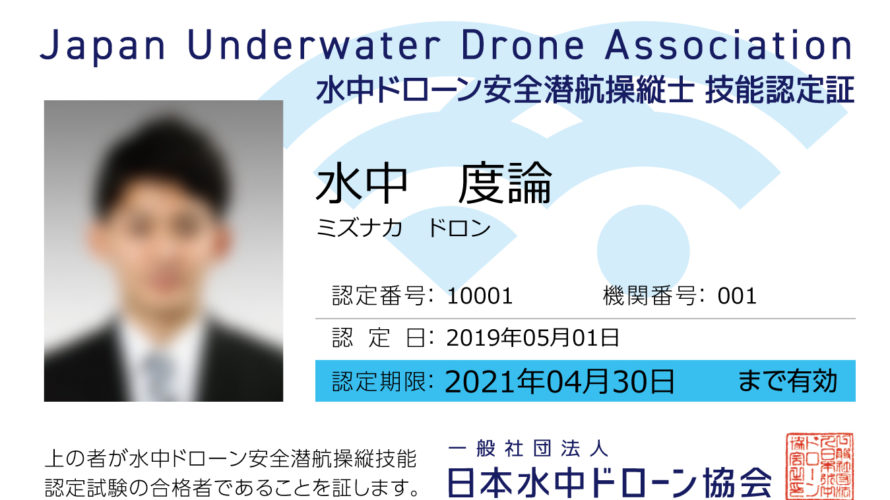 Japan Underwater Drone Association
水中ドローン安全潜航操縦士 技能認定証
水中 度論
ミズナカ ドロン
認定番号: 10001 機関番号: 001
認 定 日: 2019年05月01日
認定期限: 2021年04月30日 まで有効
上の者が水中ドローン安全潜航操縦技能
認定試験の合格者であることを証します。
一般社団法人
日本水中ドローン協会